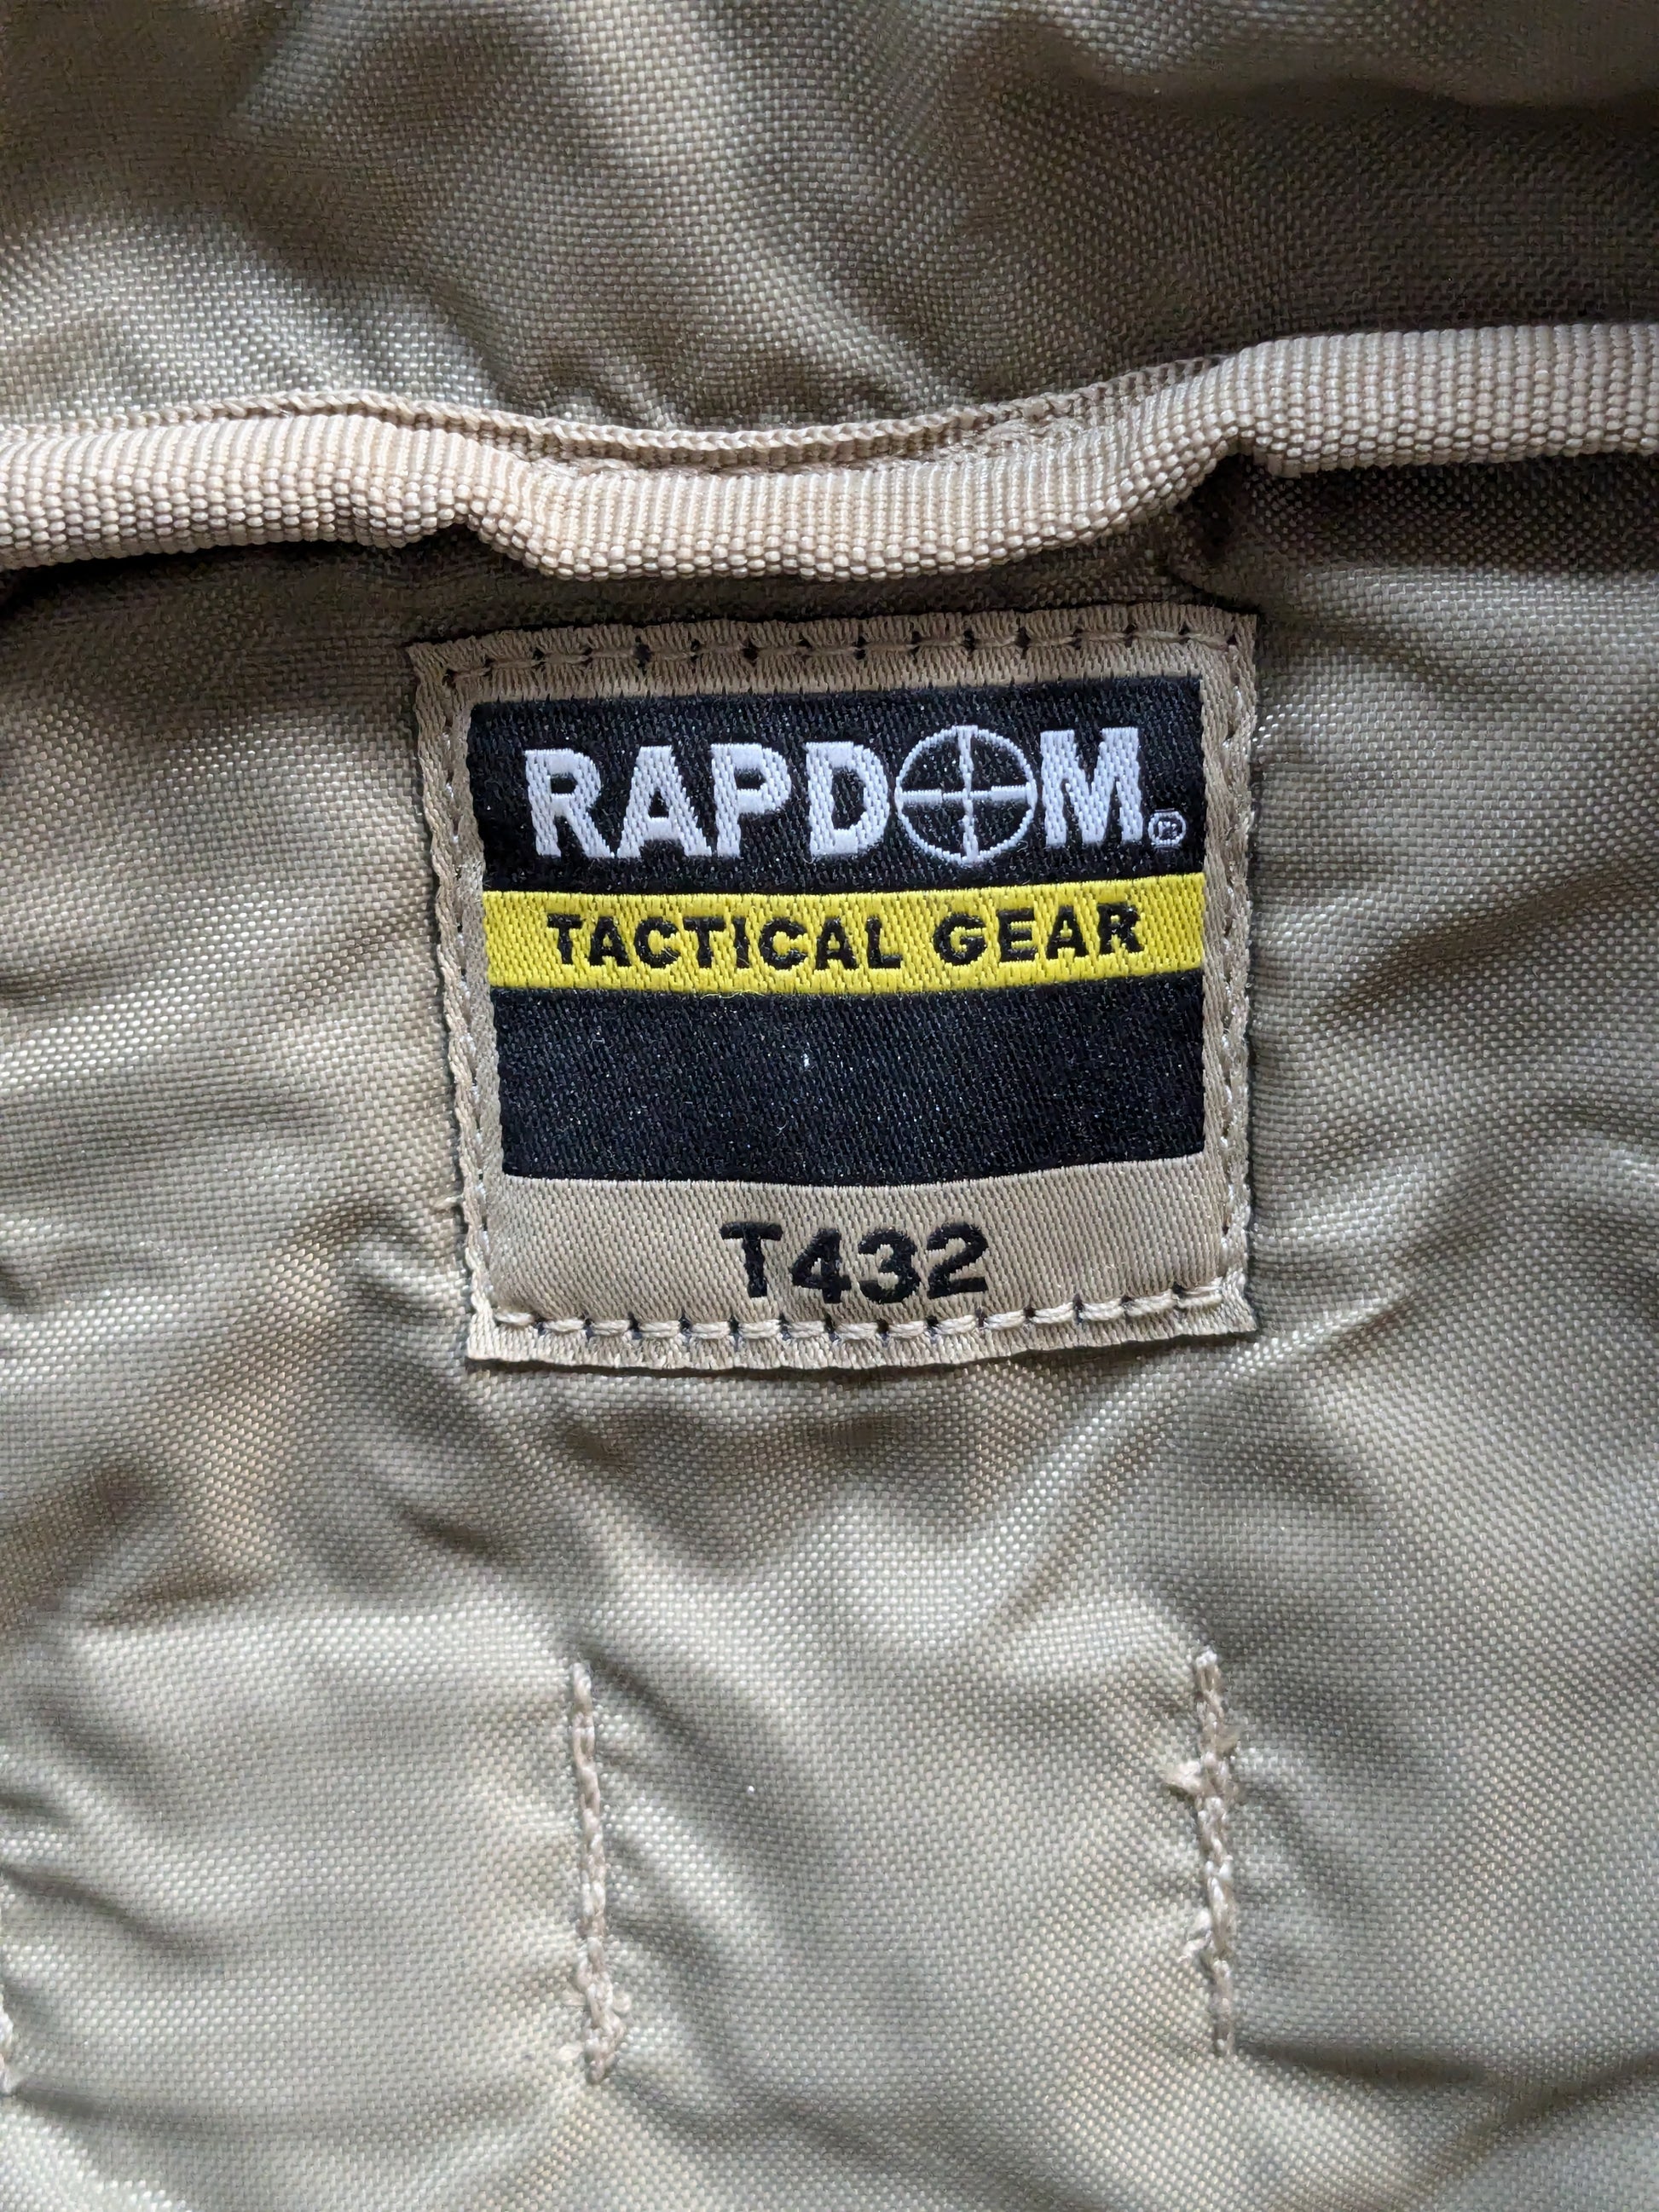 RAPDOM®
TACTICAL GEAR
T432